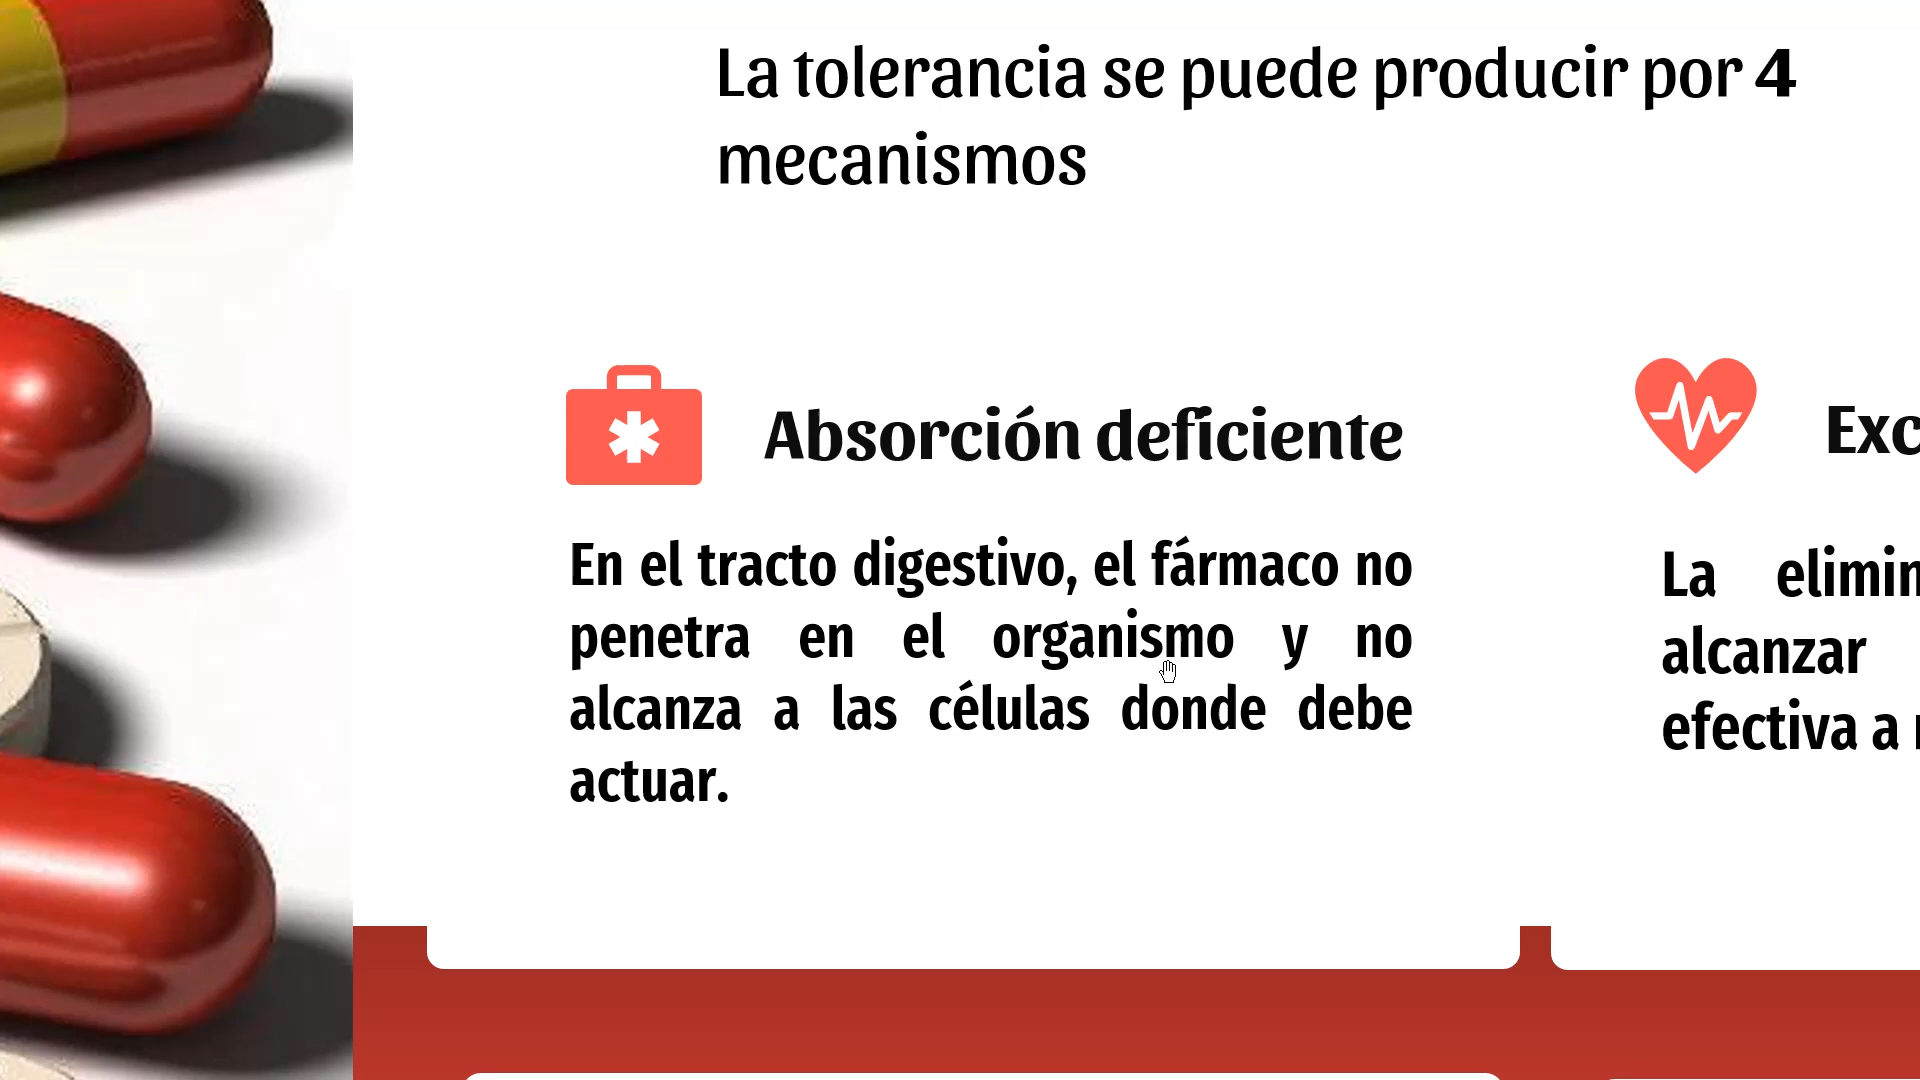 La tolerancia se puede producir por 4
mecanismos
Absorción deficiente
En el tracto digestivo, el fármaco no
penetra en el organismo y no
alcanza a las células donde debe
actuar.
La
alcanzar
efectiva a